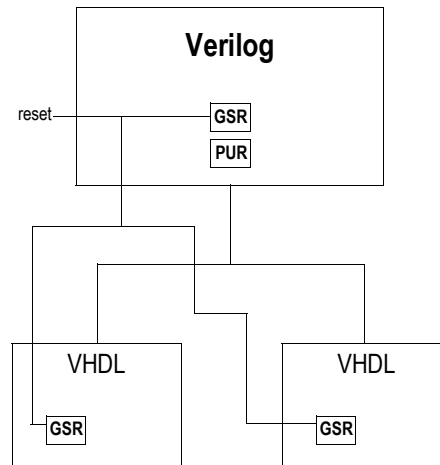 Verilog
reset
GSR
PUR
VHDL
VHDL
GSR
GSR